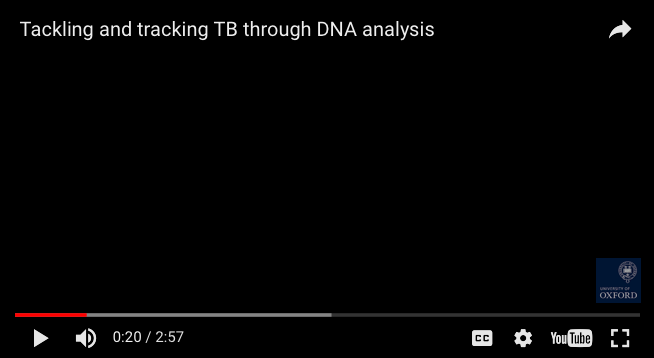 Tackling and tracking TB through DNA analysis
UNIVERSITY OF
OXFORD
0:20 / 2:57
CC
YouTube